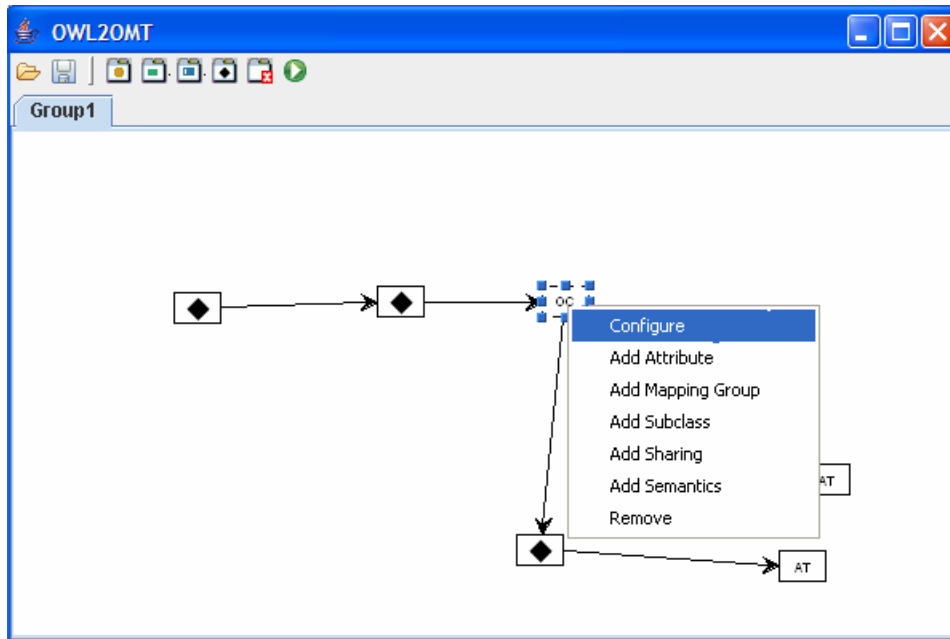 OWL2OMT
Group1
OC
Configure
Add Attribute
Add Mapping Group
Add Subclass
Add Sharing
Add Semantics
Remove
AT
AT